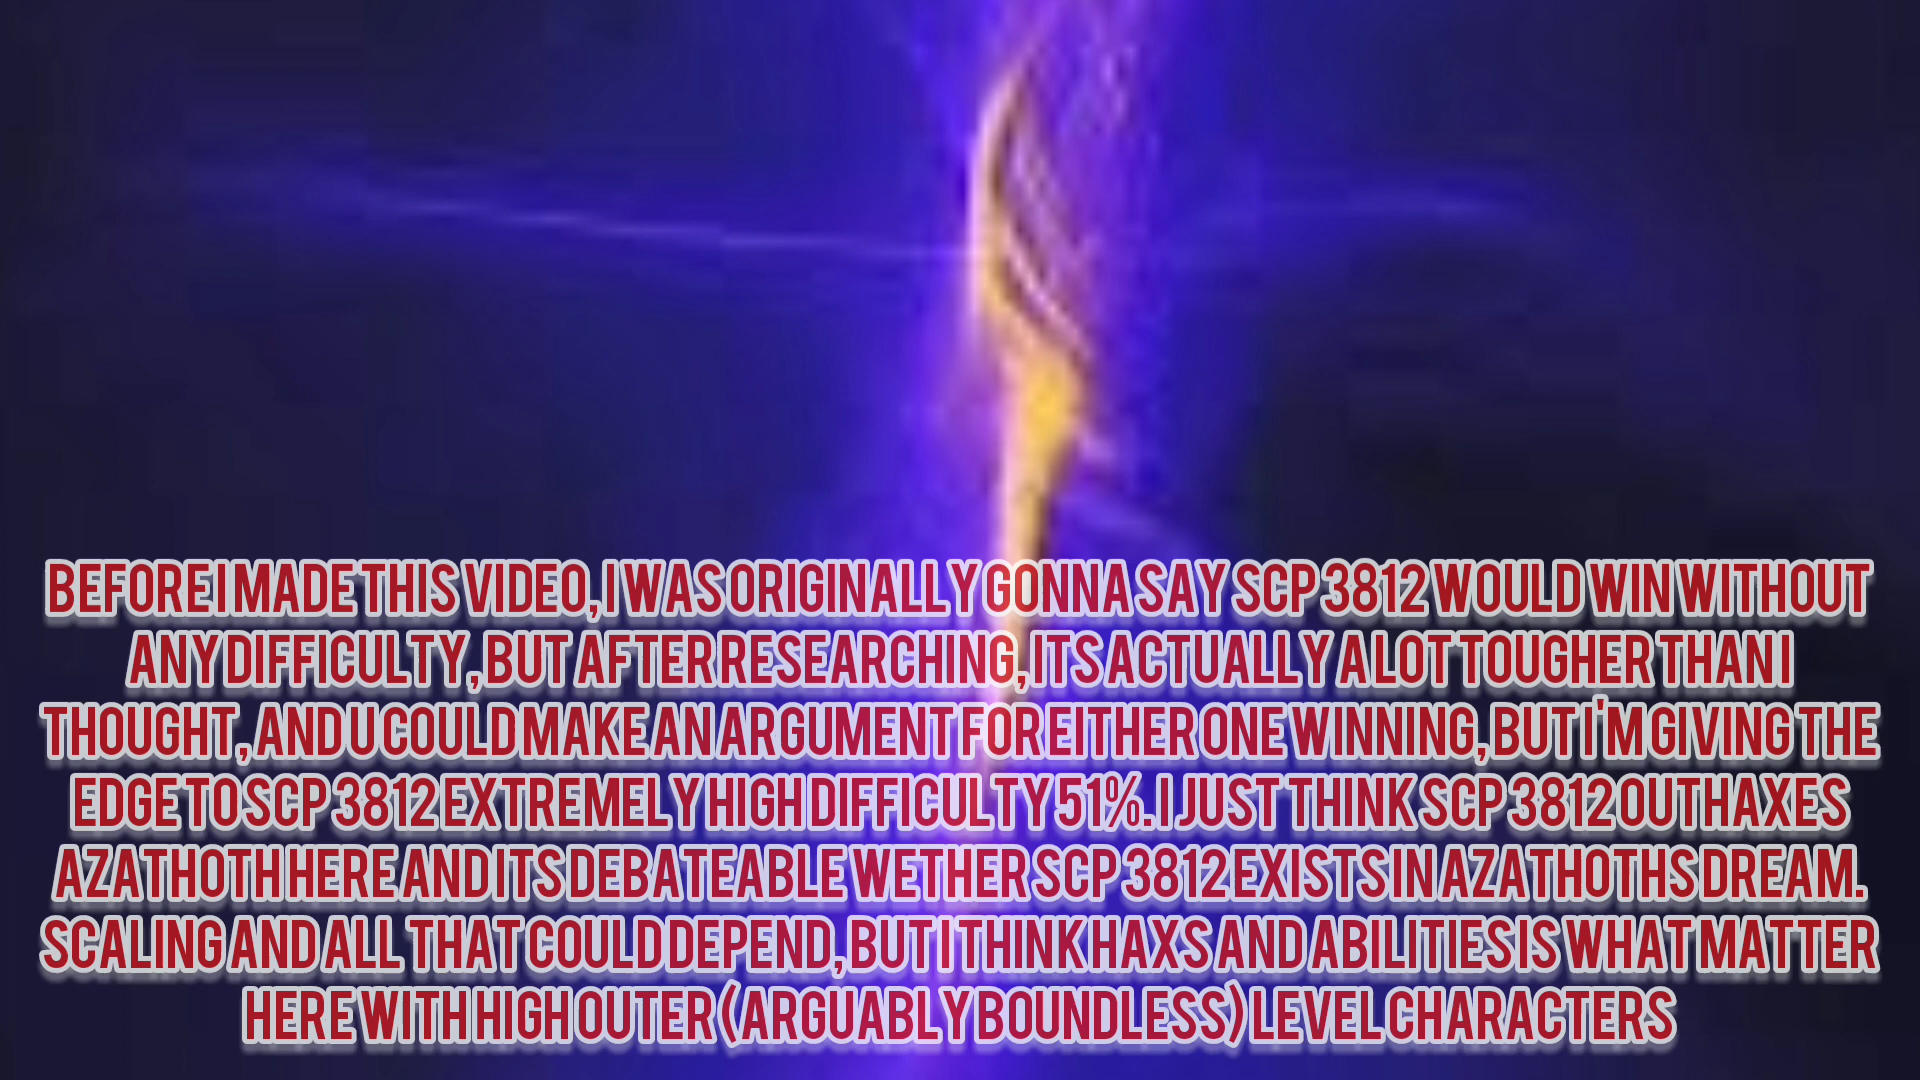 BEFORE I MADE THIS VIDEO, I WAS ORIGINALLY GONNA SAY SCP 3812 WOULD WIN WITHOUT
ANY DIFFICULTY, BUT AFTER RESEARCHING, ITS ACTUALLY A LOT TOUGHER THAN I
THOUGHT, AND U COULD MAKE AN ARGUMENT FOR EITHER ONE WINNING, BUT I'M GIVING THE
EDGE TO SCP 3812 EXTREMELY HIGH DIFFICULTY 51%. I JUST THINK SCP 3812 OUTHAXES
AZATHOTH HERE AND ITS DEBATEABLE WETHER SCP 3812 EXISTS IN AZATHOTHS DREAM.
SCALING AND ALL THAT COULD DEPEND, BUT I THINK HAXS AND ABILITIES IS WHAT MATTER
HERE WITH HIGH OUTER (ARGUABLY BOUNDLESS) LEVEL CHARACTERS